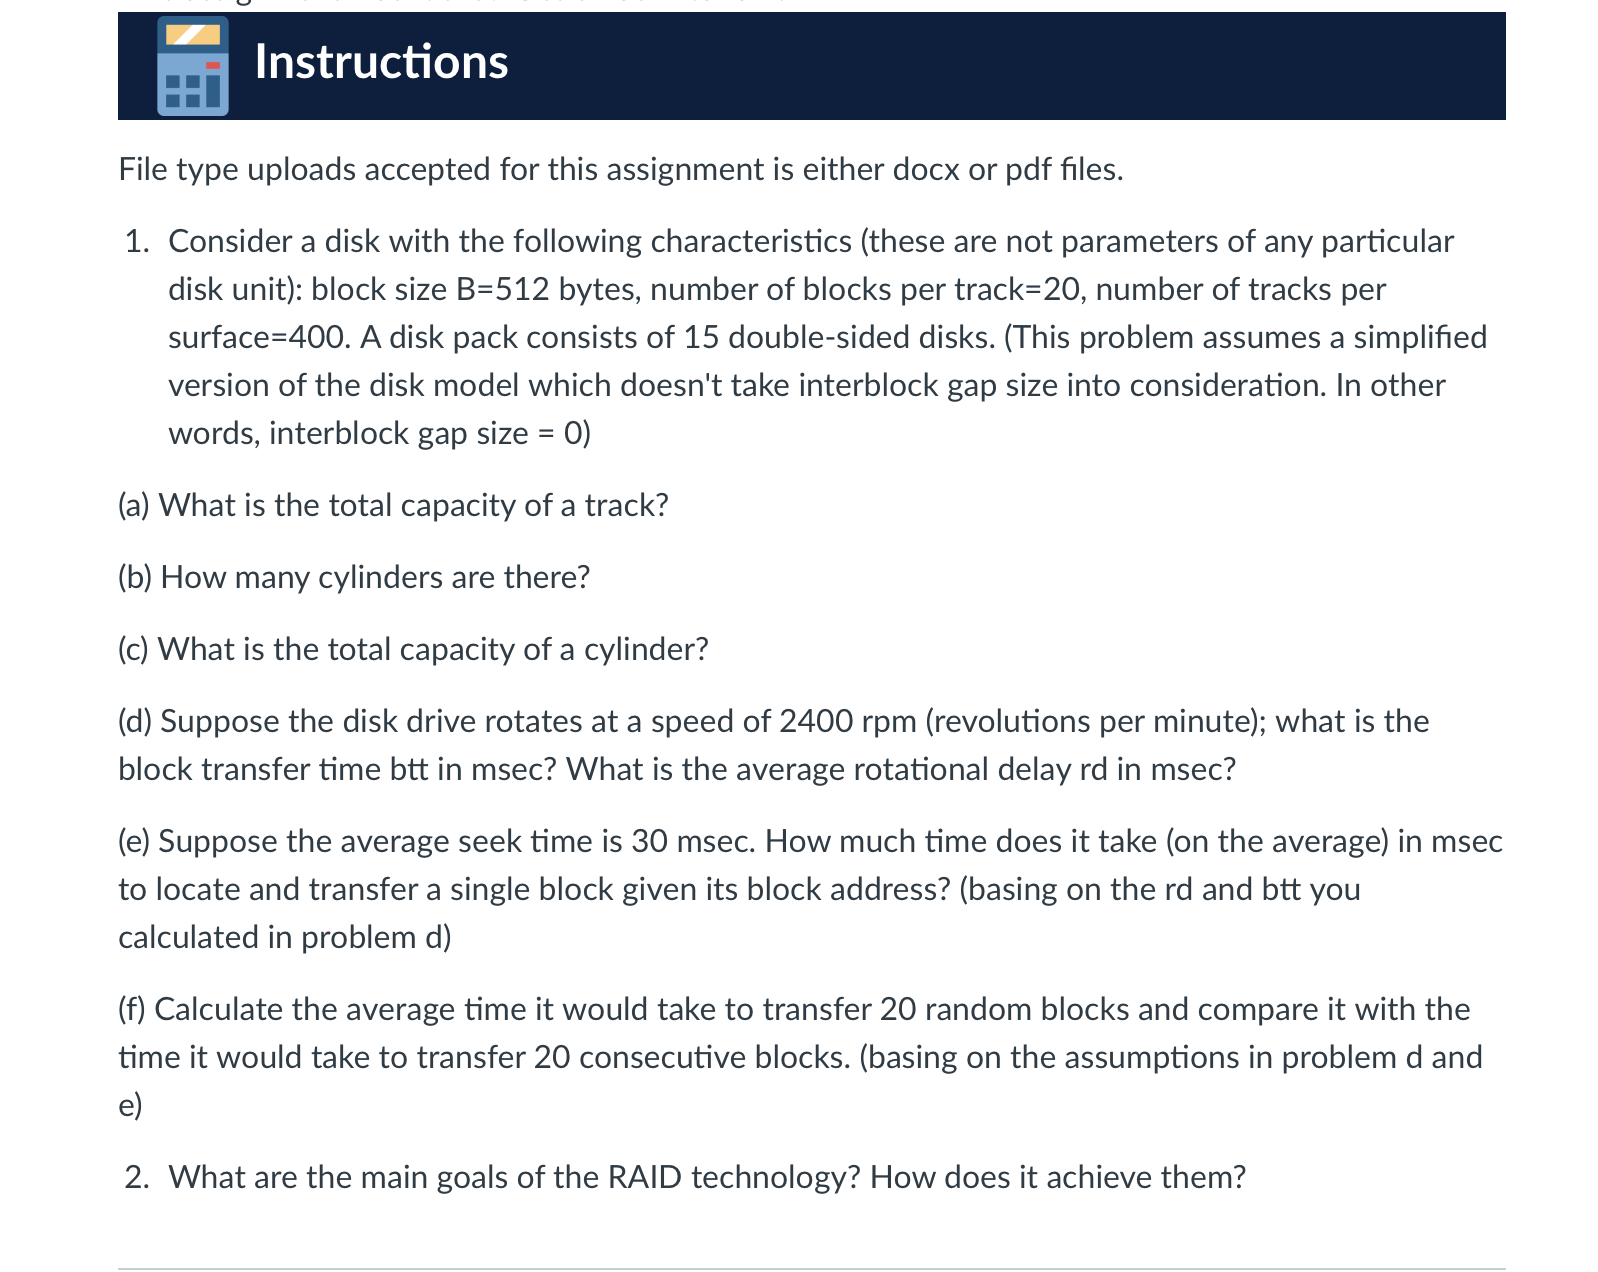 Instructions
File type uploads accepted for this assignment is either docx or pdf files.
1. Consider a disk with the following characteristics (these are not parameters of any particular
disk unit): block size B=512 bytes, number of blocks per track=20, number of tracks per
surface=400. A disk pack consists of 15 double-sided disks. (This problem assumes a simplified
version of the disk model which doesn't take interblock gap size into consideration. In other
words, interblock gap size = 0)
(a) What is the total capacity of a track?
(b) How many cylinders are there?
(c) What is the total capacity of a cylinder?
(d) Suppose the disk drive rotates at a speed of 2400 rpm (revolutions per minute); what is the
block transfer time btt in msec? What is the average rotational delay rd in msec?
(e) Suppose the average seek time is 30 msec. How much time does it take (on the average) in msec
to locate and transfer a single block given its block address? (basing on the rd and btt you
calculated in problem d)
(f) Calculate the average time it would take to transfer 20 random blocks and compare it with the
time it would take to transfer 20 consecutive blocks. (basing on the assumptions in problem d and
e)
2. What are the main goals of the RAID technology? How does it achieve them?